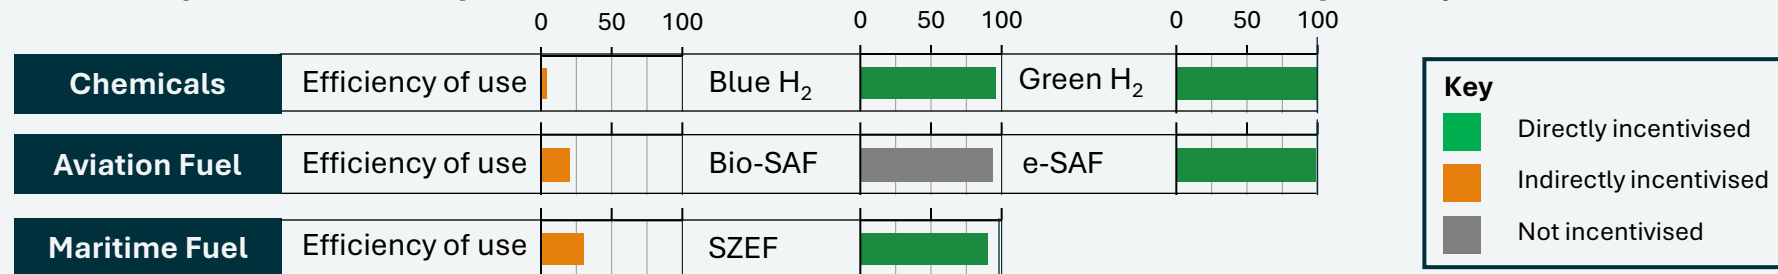 0 50 100 0 50 100 0 50 100
Chemicals Efficiency of use Blue H₂ Green H₂
Aviation Fuel Efficiency of use Bio-SAF e-SAF
Maritime Fuel Efficiency of use SZEF
Key
Directly incentivised
Indirectly incentivised
Not incentivised